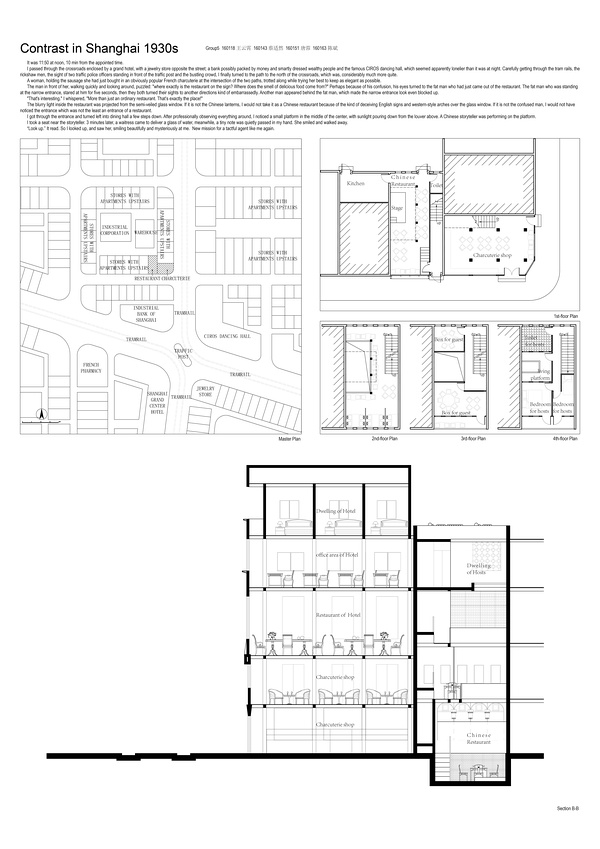 Contrast in Shanghai 1930s
Group5 160118 王云霄 160143 160151 160163
It was 11:50 at noon, 10 min from the appointed time.
I passed through the crossroads enclosed by a grand hotel, with a jewelry store opposite the street; a bank possibly packed by money and smartly dressed wealthy people and the famous CIROS dancing hall, which seemed apparently lonelier than it was at night. Carefully getting through the tram rails, the
rickshaw men, the sight of two traffic police officers standing in front of the traffic post and the bustling crowd, I finally turned to the path to the north of the crossroads, which was, considerably much quiet.
A woman, holding the sausage she had just bought in an obviously popular French charcuterie at the intersection of the two paths, trotted along while trying her best to keep as elegant as possible.
The man in front of her, walking quickly and looking around, puzzled: "where exactly is the restaurant on the sign? Where does the smell of delicious food come from?" Perhaps because of his confusion, his eyes turned to the fat man who had just come out of the restaurant. The fat man who was standing
at the narrow entrance, stared at him for five seconds, then they both turned their sights to another directions kind of embarrassedly. Another man appeared behind the fat man, which made the narrow entrance look even blocked up.
"That's interesting," I whispered, "More than just an ordinary restaurant. That's exactly the place!"
The blurry light inside the restaurant was projected from the semi-veiled glass window. If it is not the Chinese lanterns, I would not take it as a Chinese restaurant because of the kind of deceiving English signs and western-style arches over the glass window. If it is not the confused man, I would not have
noticed the entrance which was not the least an entrance of a restaurant.
I got through the entrance and turned left into dining hall a few steps down. After professionally observing everything around, I noticed a small platform in the middle of the center, with sunlight pouring down from the louver above. A Chinese storyteller was performing on the platform.
I took a seat near the storyteller. 3 minutes later, a waitress came to deliver a glass of water; meanwhile, a tiny note was quietly passed in my hand. She smiled and walked away.
"Look up." It read. So I looked up, and saw her, smiling beautifully and mysteriously at me. New mission for a tactful agent like me again.
STORES WITH
APARTMENTS UPSTAIRS
STORES WITH
APARTMENTS UPSTAIRS
STORES WITH
APARTMENTS UPSTAIRS
INDUSTRIAL
CORPORATION
WAREHOUSE
STORES WITH
APARTMENTS UPSTAIRS
STORES WITH
APARTMENTS UPSTAIRS
STORES WITH
APARTMENTS UPSTAIRS
RESTAURANT
CHARCUTERIE
INDUSTRIAL
BANK OF
SHANGHAI
TRAMRAIL
TRAMRAIL
CIROS DANCING HALL
TRAFFIC
POST
FRENCH
PHARMACY
TRAMRAIL
SHANGHAI
GRAND
CENTER
HOTEL
TRAMRAIL
JEWELRY
STORE
Master Plan
Kitchen
Chinese
Restaurant
Toilet
Stage
Charcuterie shop
1st-floor Plan
Box for guest
Box for guest
Toilet
for hosts
living
platform
Bedroom
for hosts
Bedroom
for hosts
2nd-floor Plan
3rd-floor Plan
4th-floor Plan
Dwelling of Hotel
office area of Hotel
Restaurant of Hotel
Charcuterie shop
Charcuterie shop
Dwelling
of Hosts
Chinese
Restaurant
Section B-B